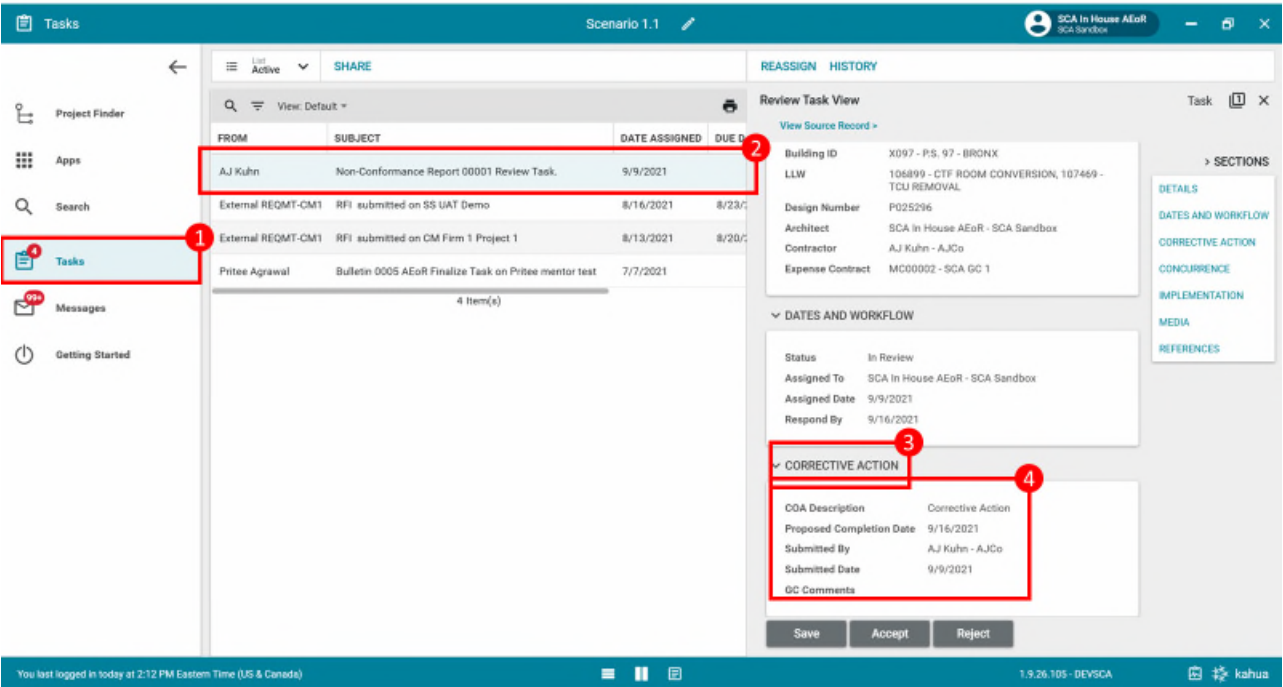 Tasks
Scenario 1.1
SCA In House AEoR
SCA Sandbox
List
Active
SHARE
REASSIGN HISTORY
Project Finder
Apps
Search
1
4
Tasks
99+
Messages
Getting Started
View: Default
FROM SUBJECT DATE ASSIGNED DUE D
2
AJ Kuhn Non-Conformance Report 00001 Review Task. 9/9/2021
External REQMT-CM1 RFI submitted on SS UAT Demo 8/16/2021 8/23/2
External REQMT-CM1 RFI submitted on CM Firm 1 Project 1 8/13/2021 8/20/2
Pritee Agrawal Bulletin 0005 AEoR Finalize Task on Pritee mentor test 7/7/2021
4 Item(s)
Review Task View
Task 1
View Source Record >
Building ID X097 - P.S. 97 - BRONX
LLW 106899 - CTF ROOM CONVERSION, 107469 -
TCU REMOVAL
Design Number P025296
Architect SCA In House AEoR - SCA Sandbox
Contractor AJ Kuhn - AJCo
Expense Contract MC00002 - SCA GC 1
DATES AND WORKFLOW
Status In Review
Assigned To SCA In House AEoR - SCA Sandbox
Assigned Date 9/9/2021
Respond By 9/16/2021
3
CORRECTIVE ACTION
4
COA Description Corrective Action
Proposed Completion Date 9/16/2021
Submitted By AJ Kuhn - AJCo
Submitted Date 9/9/2021
GC Comments
Save Accept Reject
> SECTIONS
DETAILS
DATES AND WORKFLOW
CORRECTIVE ACTION
CONCURRENCE
IMPLEMENTATION
MEDIA
REFERENCES
You last logged in today at 2:12 PM Eastern Time (US & Canada)
1.9.26.105 - DEVSCA
kahua